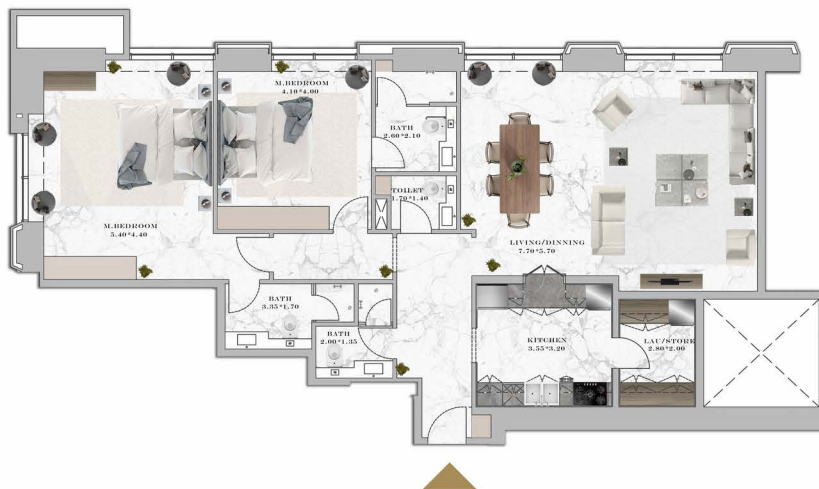 M.BEDROOM
4.10*4.00
BATH
2.60*2.10
TOILET
1.70*1.40
M.BEDROOM
5.40*4.40
LIVING/DINNING
7.70*5.70
BATH
3.35*1.70
BATH
2.00*1.35
KITCHEN
3.55*3.20
LAU/STORE
2.80*2.00